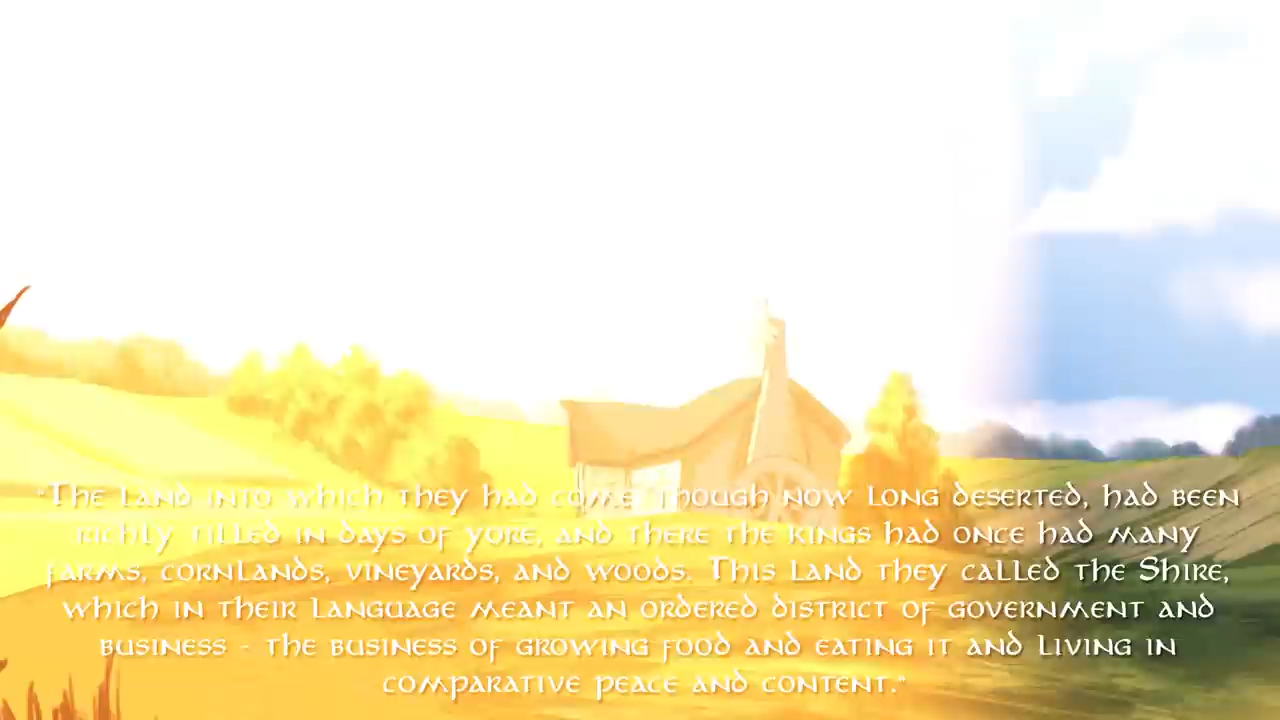 "The land into which they had come, though now long deserted, had been
richly tilled in days of yore, and there the kings had once had many
farms, cornlands, vineyards, and woods. This land they called the Shire,
which in their language meant an ordered district of government and
business - the business of growing food and eating it and living in
comparative peace and content."